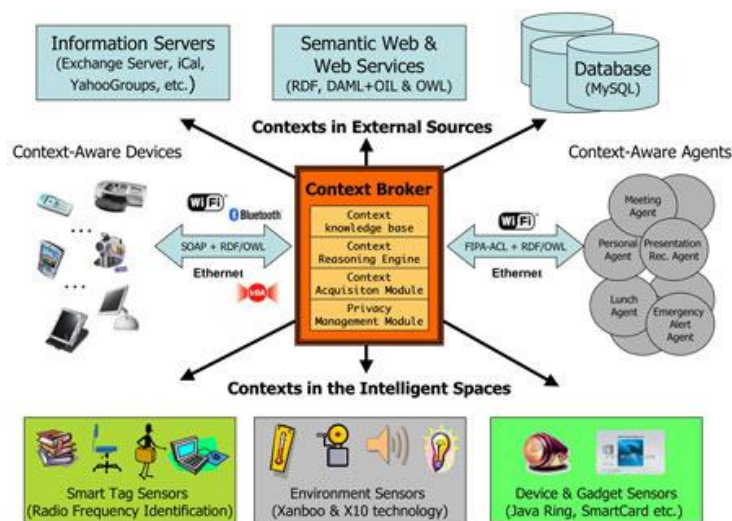 Information Servers
(Exchange Server, iCal,
YahooGroups, etc.)
Semantic Web &
Web Services
(RDF, DAML+OIL & OWL)
Database
(MySQL)
Contexts in External Sources
Context-Aware Devices
Context-Aware Agents
WiFi
Bluetooth
SOAP + RDF/OWL
Ethernet
IrDA
Context Broker
Context
knowledge base
Context
Reasoning Engine
Context
Acquisiton Module
Privacy
Management Module
WiFi
FIPA-ACL + RDF/OWL
Ethernet
Meeting
Agent
Personal
Agent
Presentation
Rec. Agent
Lunch
Agent
Emergency
Alert
Agent
Contexts in the Intelligent Spaces
Smart Tag Sensors
(Radio Frequency Identification)
Environment Sensors
(Xanboo & X10 technology)
Device & Gadget Sensors
(Java Ring, SmartCard etc.)